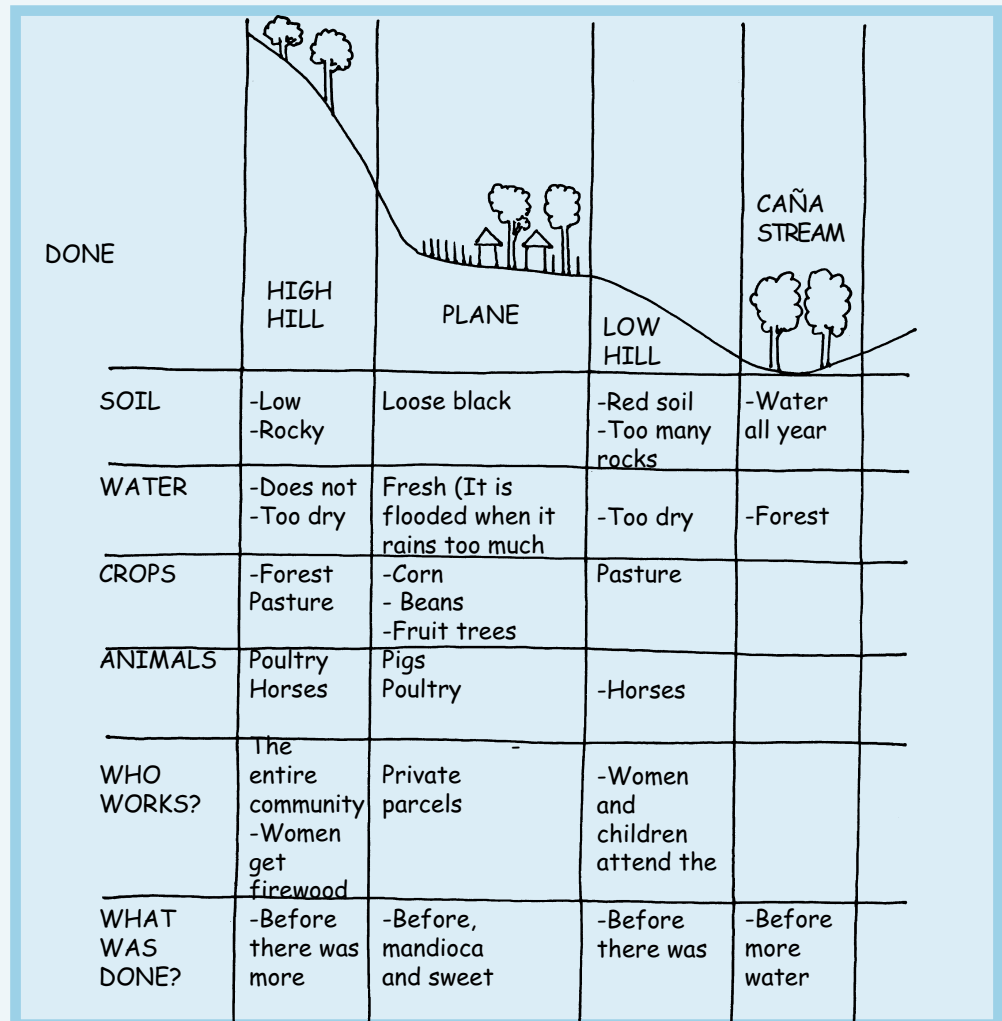 CAÑA
STREAM
DONE
HIGH
HILL
PLANE
LOW
HILL
SOIL
-Low
-Rocky
Loose black
-Red soil
-Too many
rocks
-Water
all year
WATER
-Does not
-Too dry
Fresh (It is
flooded when it
rains too much
-Too dry
-Forest
CROPS
-Forest
Pasture
-Corn
- Beans
-Fruit trees
Pasture
ANIMALS
Poultry
Horses
Pigs
Poultry
-Horses
WHO
WORKS?
The
entire
community
-Women
get
firewood
-
Private
parcels
-Women
and
children
attend the
WHAT
WAS
DONE?
-Before
there was
more
-Before,
mandioca
and sweet
-Before
there was
-Before
more
water